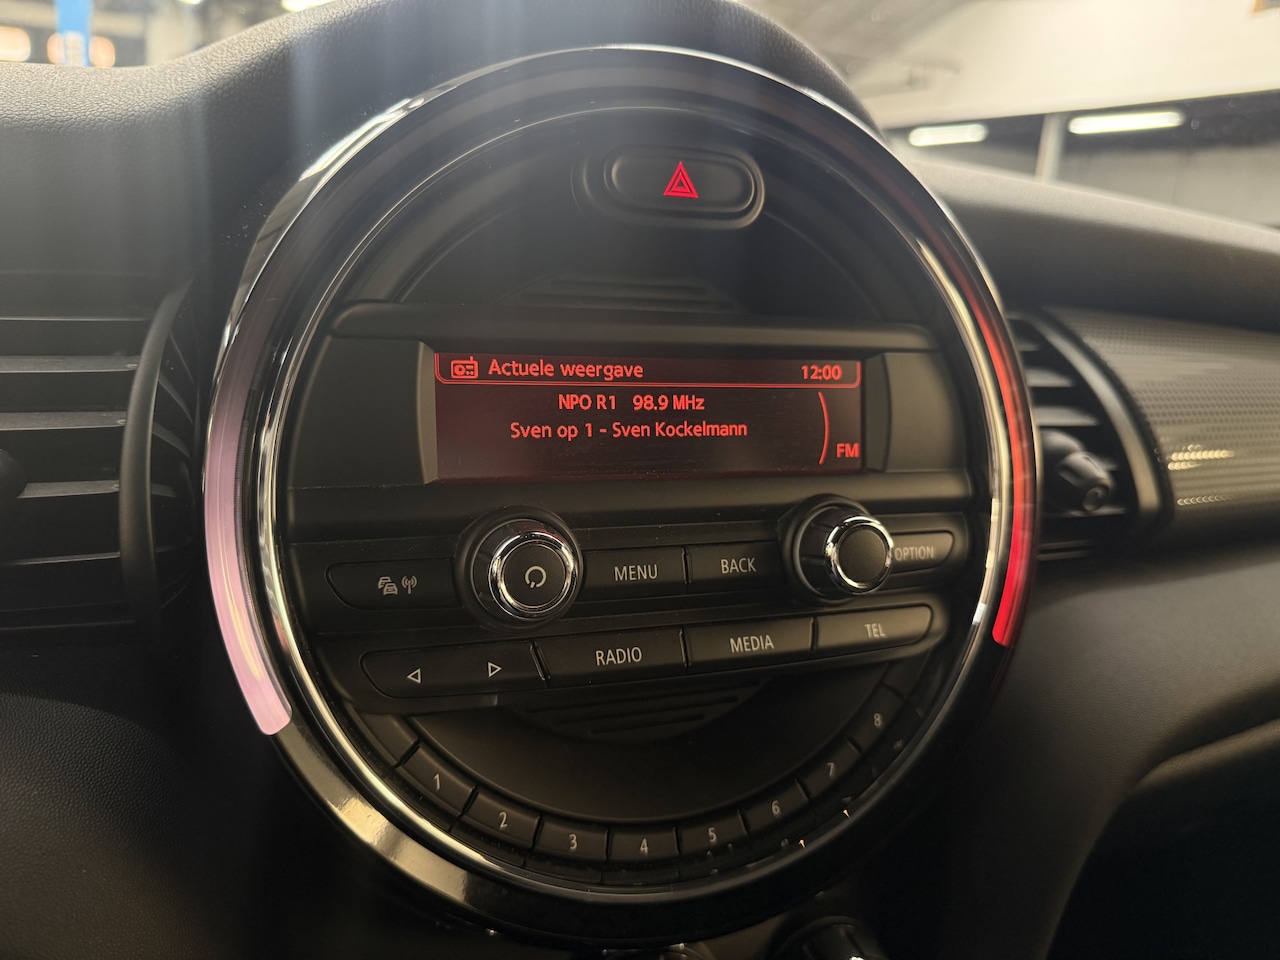 Actuele weergave 12:00
NPO R1 98.9 MHz
Sven op 1 - Sven Kockelmann
FM
MENU
BACK
OPTION
RADIO
MEDIA
TEL
1
2
3
4
5
6
7
8